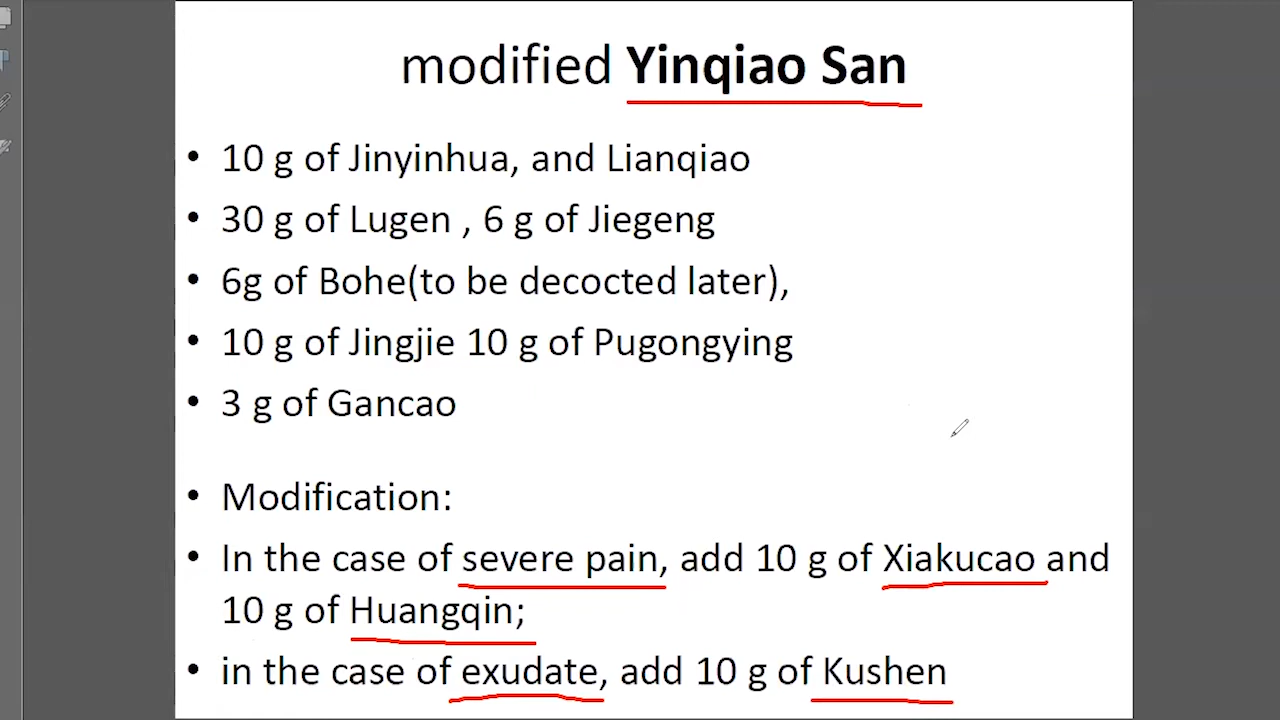 modified Yinqiao San
• 10 g of Jinyinhua, and Lianqiao
• 30 g of Lugen , 6 g of Jiegeng
• 6g of Bohe(to be decocted later),
• 10 g of Jingjie 10 g of Pugongying
• 3 g of Gancao
• Modification:
• In the case of severe pain, add 10 g of Xiakucao and
10 g of Huangqin;
• in the case of exudate, add 10 g of Kushen